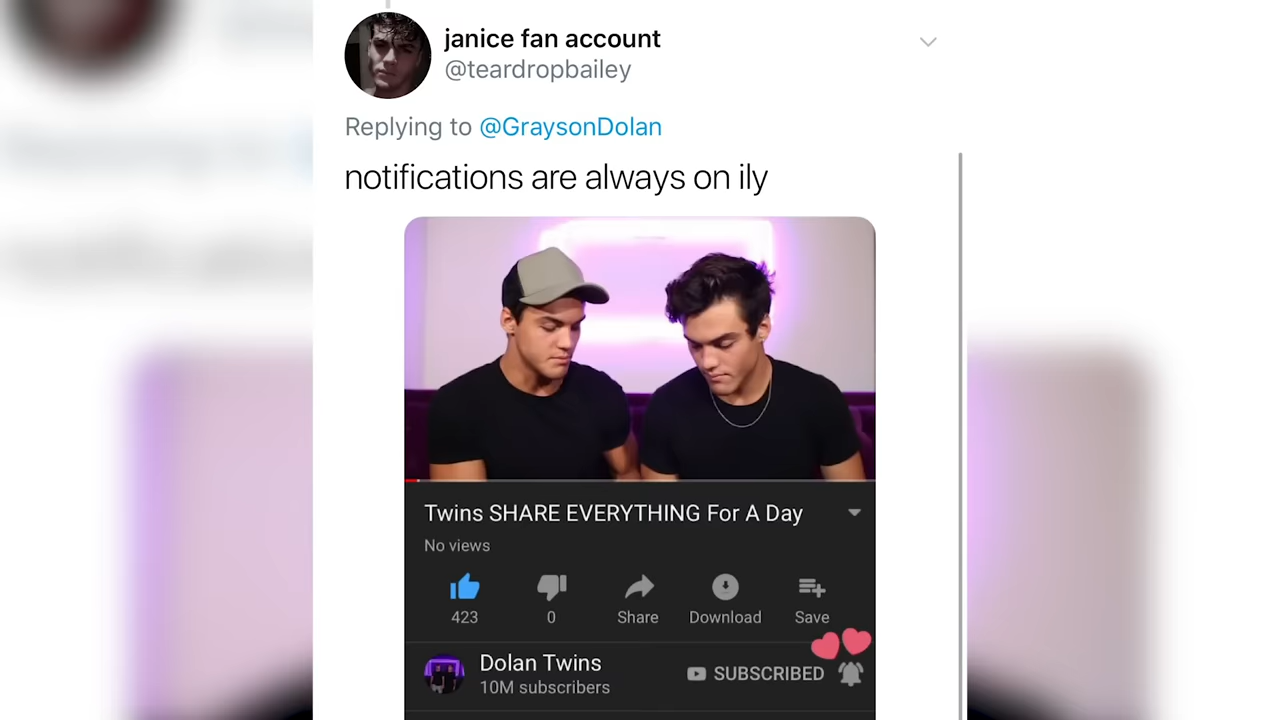 janice fan account
@teardropbailey
Replying to @GraysonDolan
notifications are always on ily
Twins SHARE EVERYTHING For A Day
No views
423
0
Share
Download
Save
Dolan Twins
SUBSCRIBED
10M subscribers